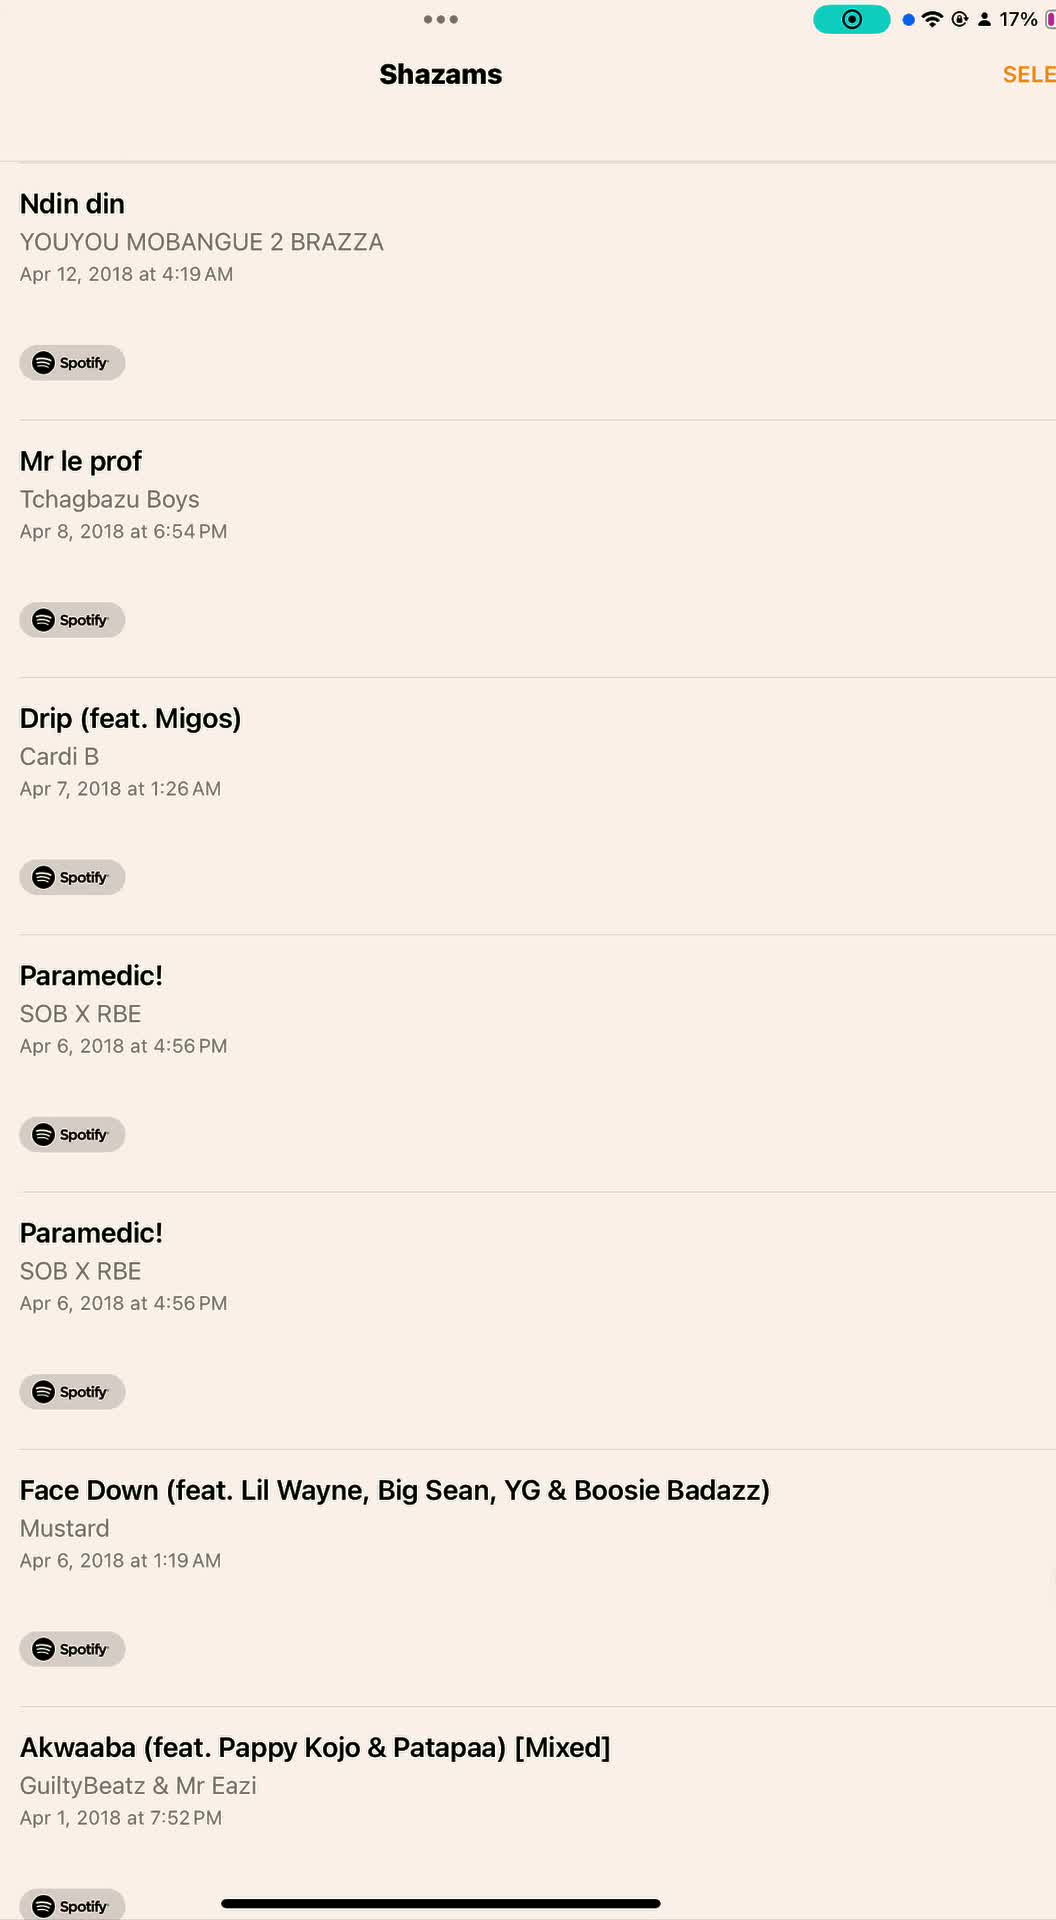 17%
Shazams
SELE
Ndin din
YOUYOU MOBANGUE 2 BRAZZA
Apr 12, 2018 at 4:19 AM
Spotify
Mr le prof
Tchagbazu Boys
Apr 8, 2018 at 6:54 PM
Spotify
Drip (feat. Migos)
Cardi B
Apr 7, 2018 at 1:26 AM
Spotify
Paramedic!
SOB X RBE
Apr 6, 2018 at 4:56 PM
Spotify
Paramedic!
SOB X RBE
Apr 6, 2018 at 4:56 PM
Spotify
Face Down (feat. Lil Wayne, Big Sean, YG & Boosie Badazz)
Mustard
Apr 6, 2018 at 1:19 AM
Spotify
Akwaaba (feat. Pappy Kojo & Patapaa) [Mixed]
GuiltyBeatz & Mr Eazi
Apr 1, 2018 at 7:52 PM
Spotify